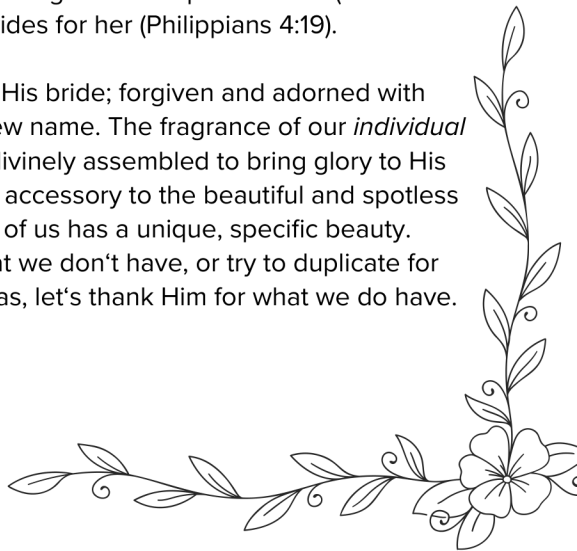 ides for her (Philippians 4:19).
His bride; forgiven and adorned with
ew name. The fragrance of our individual
ivinely assembled to bring glory to His
accessory to the beautiful and spotless
of us has a unique, specific beauty.
at we don‘t have, or try to duplicate for
as, let‘s thank Him for what we do have.